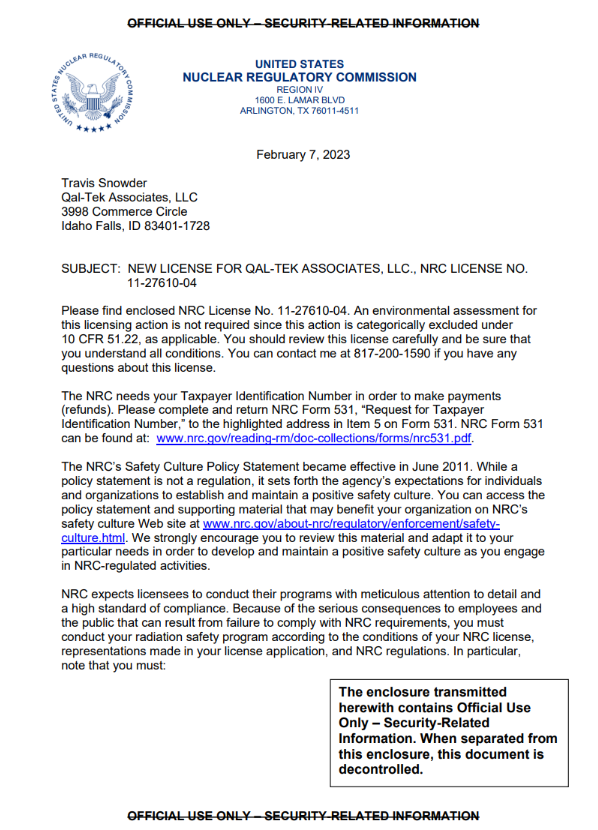 OFFICIAL USE ONLY – SECURITY-RELATED INFORMATION
UNITED STATES NUCLEAR REGULATORY COMMISSION
UNITED STATES
NUCLEAR REGULATORY COMMISSION
REGION IV
1600 E. LAMAR BLVD
ARLINGTON, TX 76011-4511
February 7, 2023
Travis Snowder
Qal-Tek Associates, LLC
3998 Commerce Circle
Idaho Falls, ID 83401-1728
SUBJECT: NEW LICENSE FOR QAL-TEK ASSOCIATES, LLC., NRC LICENSE NO.
11-27610-04
Please find enclosed NRC License No. 11-27610-04. An environmental assessment for
this licensing action is not required since this action is categorically excluded under
10 CFR 51.22, as applicable. You should review this license carefully and be sure that
you understand all conditions. You can contact me at 817-200-1590 if you have any
questions about this license.
The NRC needs your Taxpayer Identification Number in order to make payments
(refunds). Please complete and return NRC Form 531, “Request for Taxpayer
Identification Number,” to the highlighted address in Item 5 on Form 531. NRC Form 531
can be found at: www.nrc.gov/reading-rm/doc-collections/forms/nrc531.pdf.
The NRC’s Safety Culture Policy Statement became effective in June 2011. While a
policy statement is not a regulation, it sets forth the agency’s expectations for individuals
and organizations to establish and maintain a positive safety culture. You can access the
policy statement and supporting material that may benefit your organization on NRC’s
safety culture Web site at www.nrc.gov/about-nrc/regulatory/enforcement/safety-
culture.html. We strongly encourage you to review this material and adapt it to your
particular needs in order to develop and maintain a positive safety culture as you engage
in NRC-regulated activities.
NRC expects licensees to conduct their programs with meticulous attention to detail and
a high standard of compliance. Because of the serious consequences to employees and
the public that can result from failure to comply with NRC requirements, you must
conduct your radiation safety program according to the conditions of your NRC license,
representations made in your license application, and NRC regulations. In particular,
note that you must:
The enclosure transmitted
herewith contains Official Use
Only – Security-Related
Information. When separated from
this enclosure, this document is
decontrolled.
OFFICIAL USE ONLY – SECURITY-RELATED INFORMATION